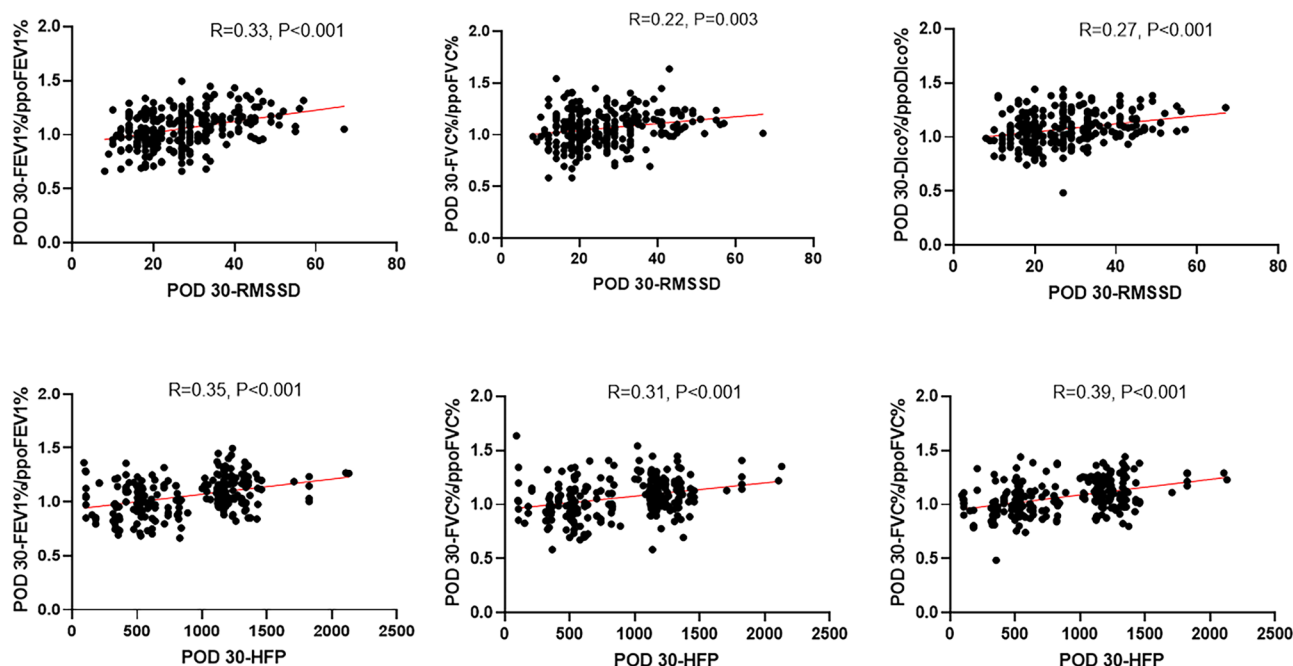 R=0.33, P<0.001
POD 30-FEV1%/ppoFEV1%
2.0
1.5
1.0
0.5
0.0
0 20 40 60 80
POD 30-RMSSD
R=0.22, P=0.003
POD 30-FVC%/ppoFVC%
2.0
1.5
1.0
0.5
0.0
0 20 40 60 80
POD 30-RMSSD
R=0.27, P<0.001
POD 30-Dlco%/ppoDlco%
2.0
1.5
1.0
0.5
0.0
0 20 40 60 80
POD 30-RMSSD
R=0.35, P<0.001
POD 30-FEV1%/ppoFEV1%
2.0
1.5
1.0
0.5
0.0
0 500 1000 1500 2000 2500
POD 30-HFP
R=0.31, P<0.001
POD 30-FVC%/ppoFVC%
2.0
1.5
1.0
0.5
0.0
0 500 1000 1500 2000 2500
POD 30-HFP
R=0.39, P<0.001
POD 30-FVC%/ppoFVC%
2.0
1.5
1.0
0.5
0.0
0 500 1000 1500 2000 2500
POD 30-HFP